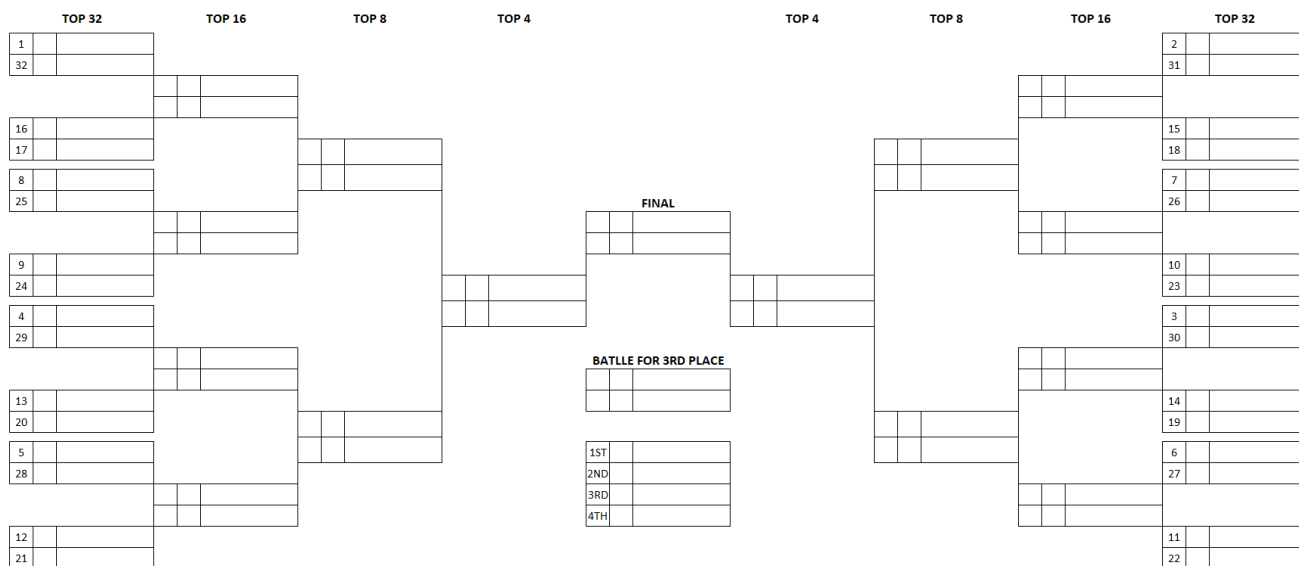 TOP 32 TOP 16 TOP 8 TOP 4 TOP 4 TOP 8 TOP 16 TOP 32
1 2
32 31
16 15
17 18
8 7
25 26
FINAL
9 10
24 23
4 3
29 30
BATLLE FOR 3RD PLACE
13 14
20 19
5 1ST 6
28 2ND 27
3RD
4TH
12 11
21 22